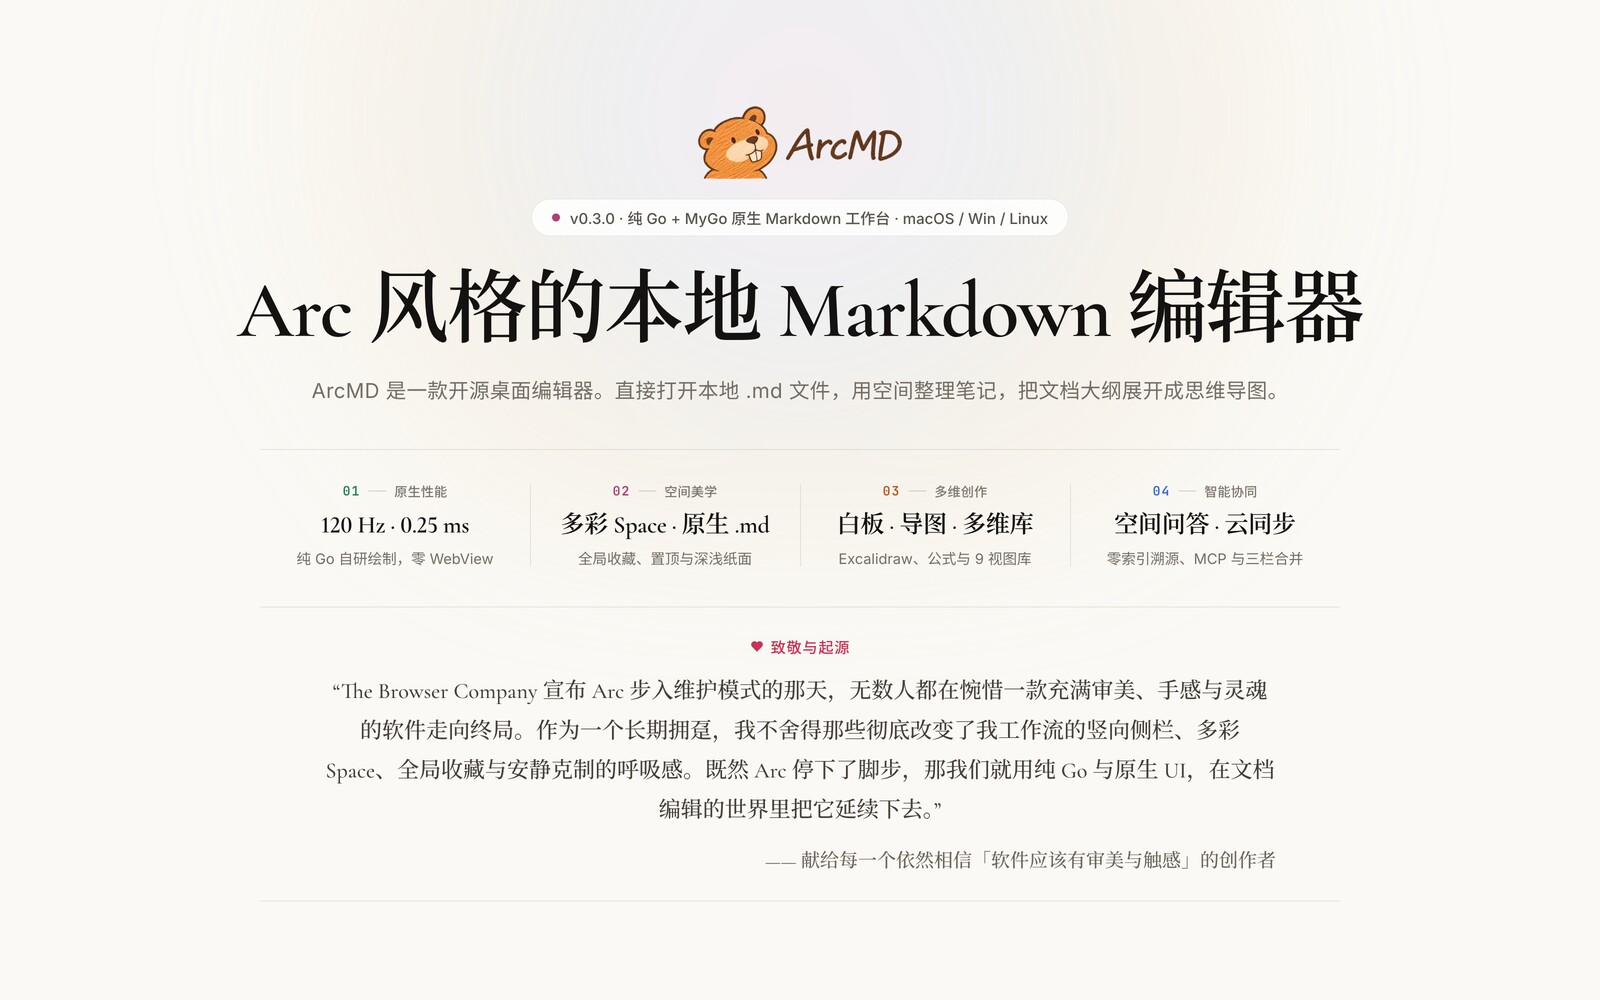 ArcMD
v0.3.0 · 纯 Go + MyGo 原生 Markdown 工作台 · macOS / Win / Linux
Arc 风格的本地 Markdown 编辑器
ArcMD 是一款开源桌面编辑器。直接打开本地 .md 文件，用空间整理笔记，把文档大纲展开成思维导图。
01 — 原生性能
120 Hz · 0.25 ms
纯 Go 自研绘制，零 WebView
02 — 空间美学
多彩 Space · 原生 .md
全局收藏、置顶与深浅纸面
03 — 多维创作
白板 · 导图 · 多维库
Excalidraw、公式与 9 视图库
04 — 智能协同
空间问答 · 云同步
零索引溯源、MCP 与三栏合并
♥ 致敬与起源
“The Browser Company 宣布 Arc 步入维护模式的那天，无数人都在惋惜一款充满审美、手感与灵魂
的软件走向终局。作为一个长期拥趸，我不舍得那些彻底改变了我工作流的竖向侧栏、多彩
Space、全局收藏与安静克制的呼吸感。既然 Arc 停下了脚步，那我们就用纯 Go 与原生 UI，在文档
编辑的世界里把它延续下去。”
—— 献给每一个依然相信「软件应该有审美与触感」的创作者